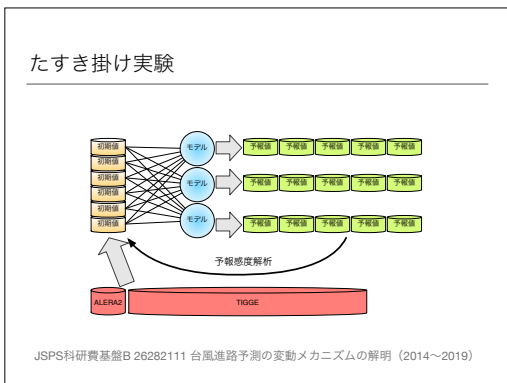 たすき掛け実験
初期値
初期値
初期値
初期値
初期値
初期値
モデル
モデル
モデル
予報値 予報値 予報値 予報値 予報値
予報値 予報値 予報値 予報値 予報値
予報値 予報値 予報値 予報値 予報値
予報感度解析
ALERA2
TIGGE
JSPS科研費基盤B 26282111 台風進路予測の変動メカニズムの解明（2014〜2019）